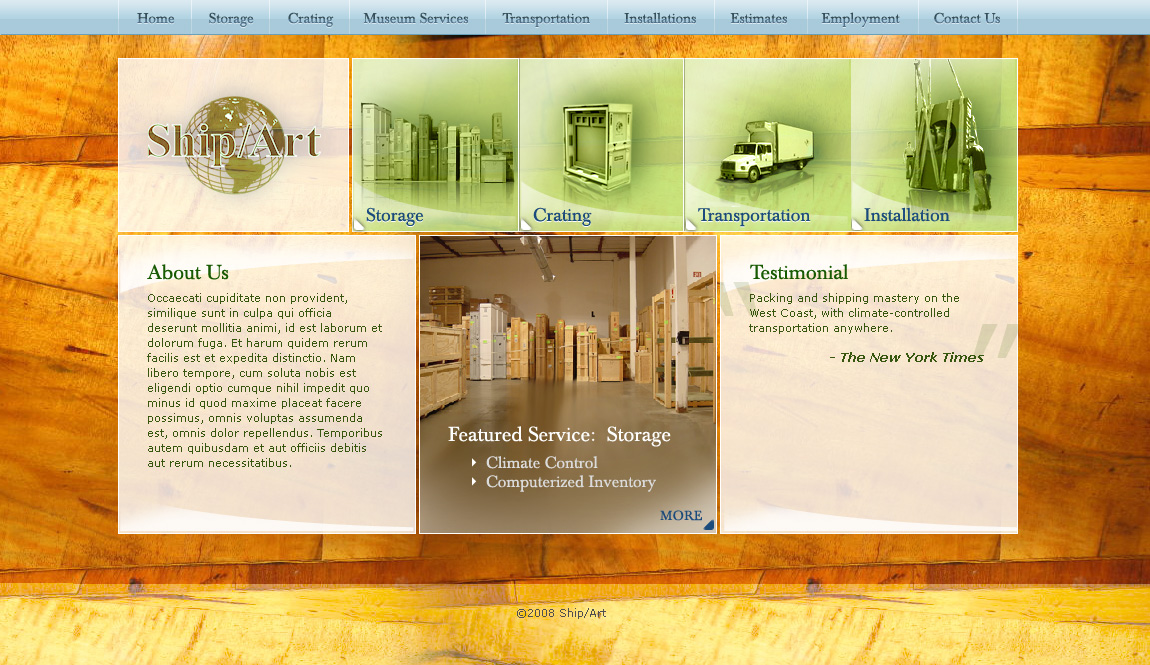 Home Storage Crating Museum Services Transportation Installations Estimates Employment Contact Us
Ship/Art
Storage
Crating
Transportation
Installation
About Us
Occaecati cupiditate non provident,
similique sunt in culpa qui officia
deserunt mollitia animi, id est laborum et
dolorum fuga. Et harum quidem rerum
facilis est et expedita distinctio. Nam
libero tempore, cum soluta nobis est
eligendi optio cumque nihil impedit quo
minus id quod maxime placeat facere
possimus, omnis voluptas assumenda
est, omnis dolor repellendus. Temporibus
autem quibusdam et aut officiis debitis
aut rerum necessitatibus.
Featured Service: Storage
Climate Control
Computerized Inventory
MORE
Testimonial
Packing and shipping mastery on the
West Coast, with climate-controlled
transportation anywhere.
- The New York Times
©2008 Ship/Art